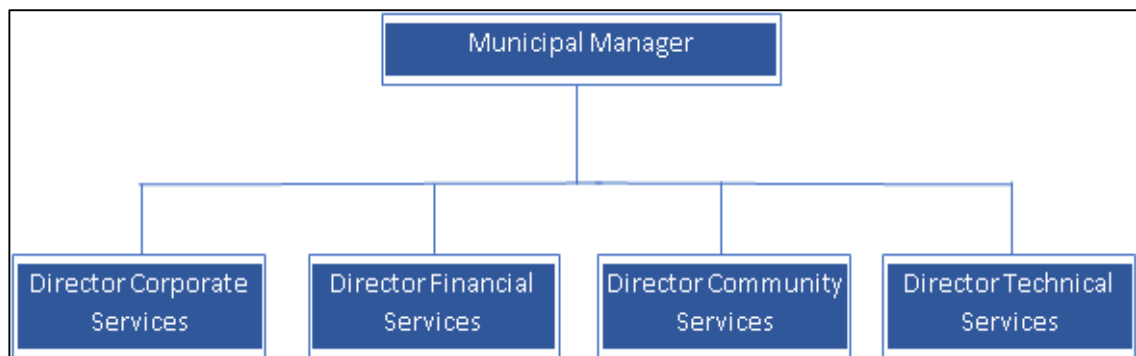 Municipal Manager
Director Corporate
Services
Director Financial
Services
Director Community
Services
Director Technical
Services